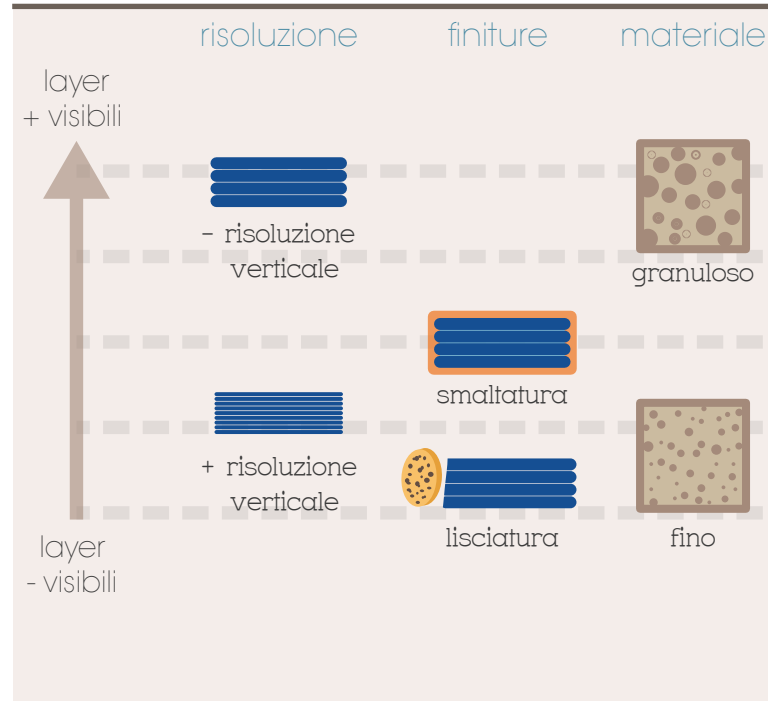 risoluzione finiture materiale
layer
+ visibili
- risoluzione
verticale
granuloso
smaltatura
+ risoluzione
verticale
lisciatura
fino
layer
- visibili